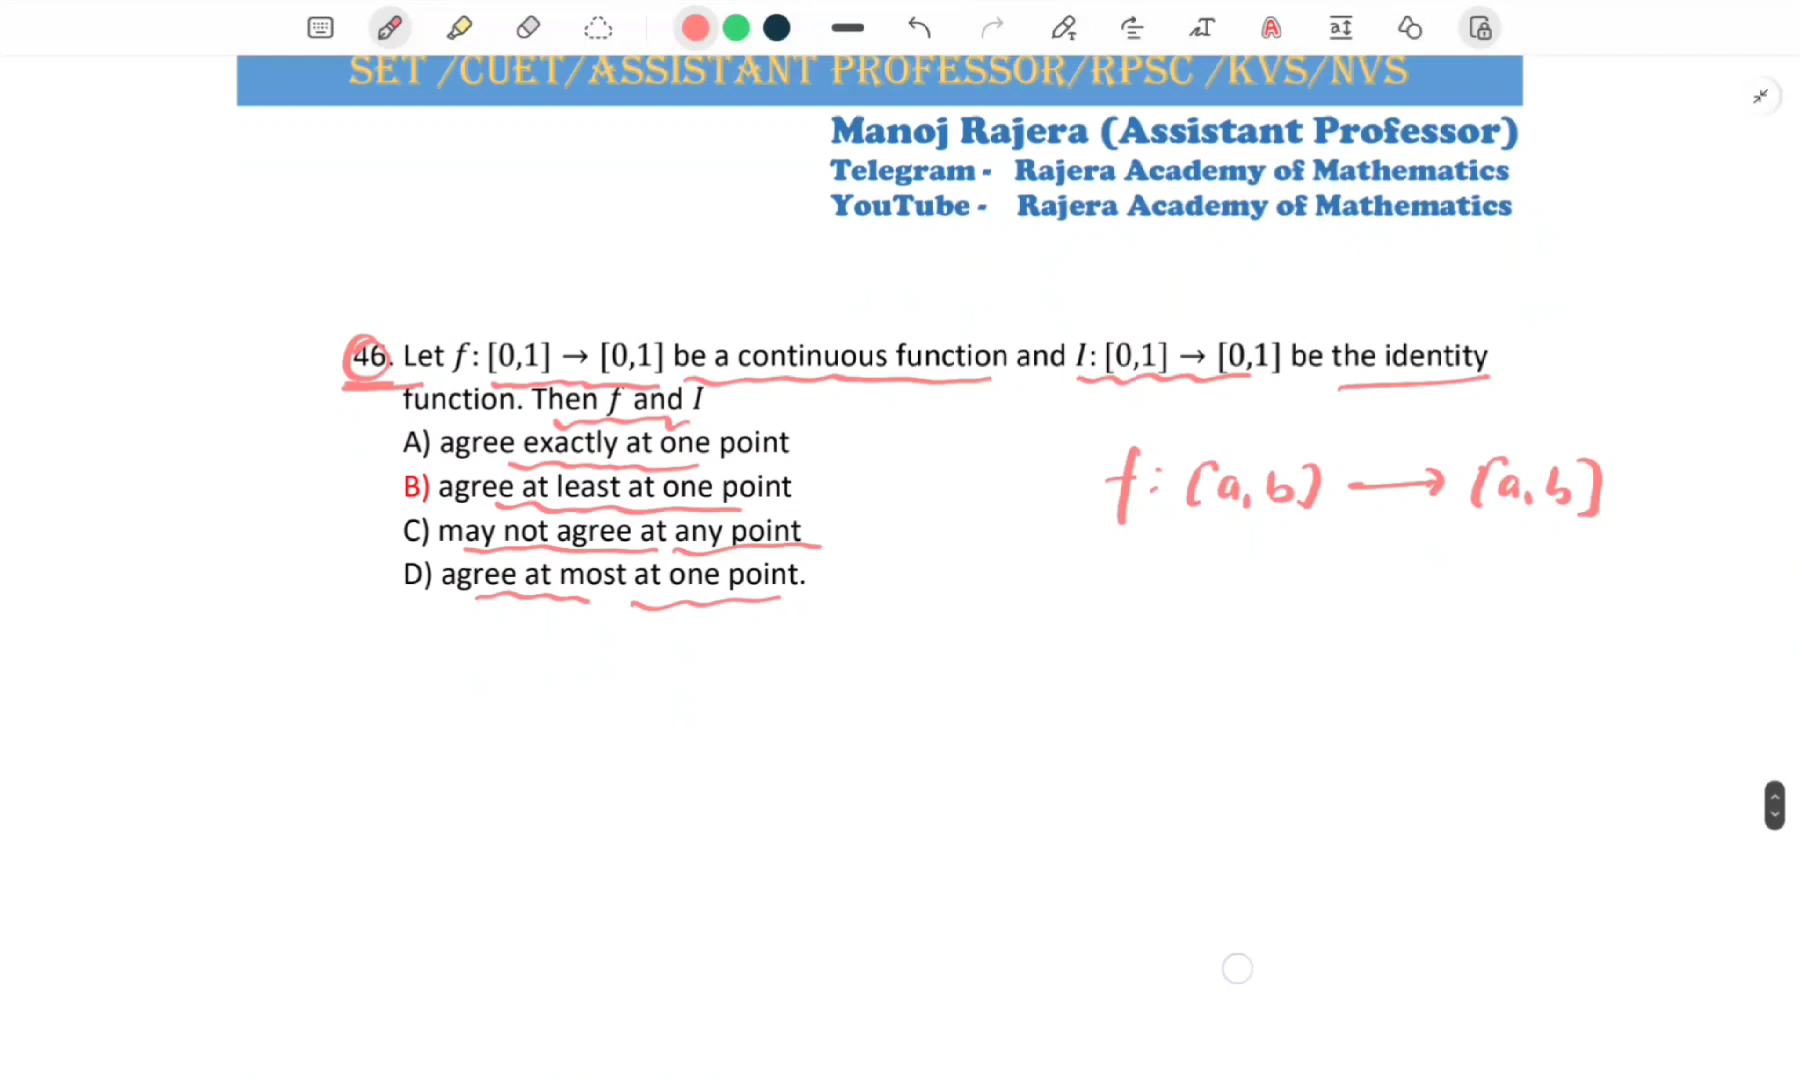 SET /CUET/ASSISTANT PROFESSOR/RPSC /KVS/NVS
Manoj Rajera (Assistant Professor)
Telegram - Rajera Academy of Mathematics
YouTube - Rajera Academy of Mathematics
46. Let f: [0,1] → [0,1] be a continuous function and I: [0,1] → [0,1] be the identity
function. Then f and I
A) agree exactly at one point
B) agree at least at one point
C) may not agree at any point
D) agree at most at one point.
f: [a, b] → [a, b]